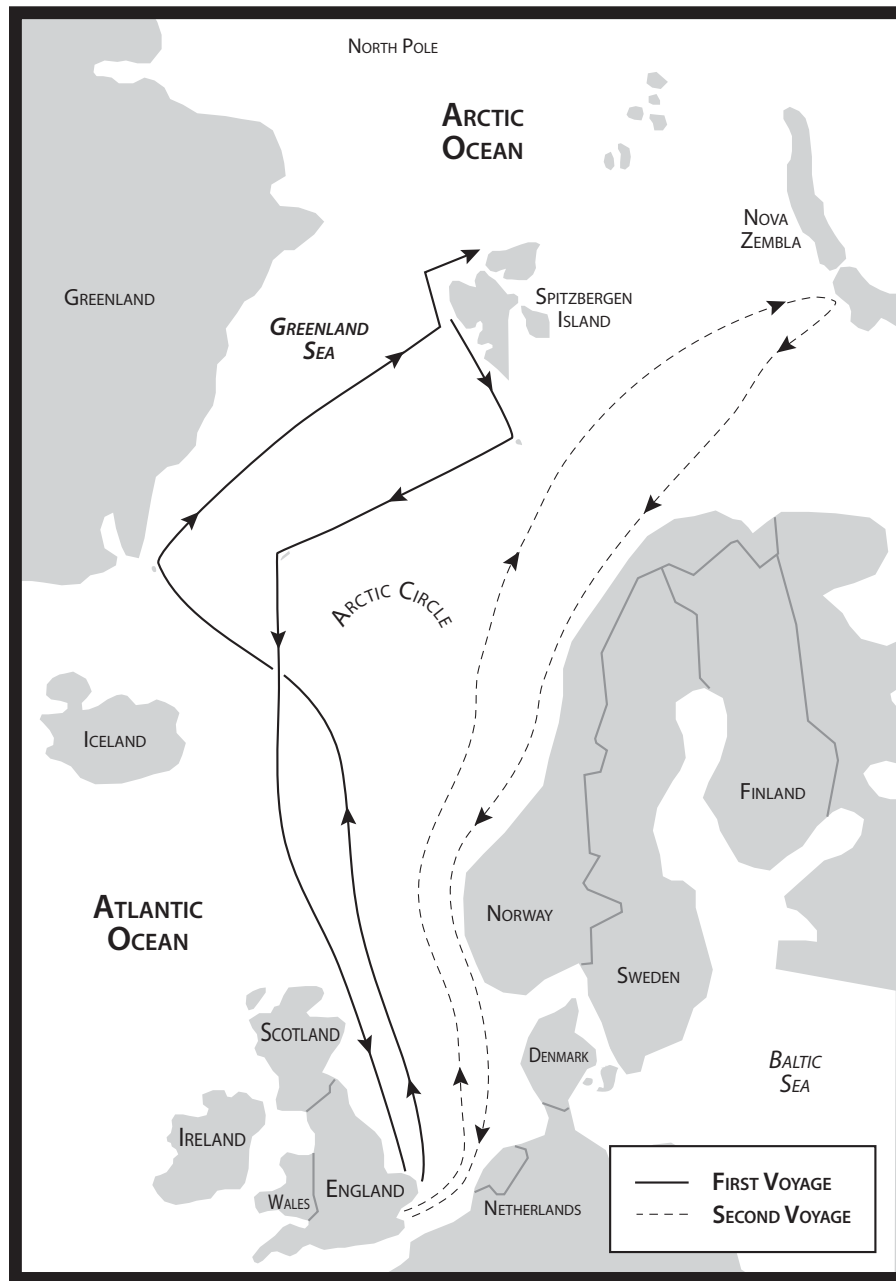 North Pole
Arctic
Ocean
Nova
Zembla
Greenland
Spitzbergen
Island
Greenland
Sea
Arctic Circle
Iceland
Finland
Atlantic
Ocean
Norway
Sweden
Scotland
Denmark
Baltic
Sea
Ireland
England
Wales
Netherlands
First Voyage
Second Voyage